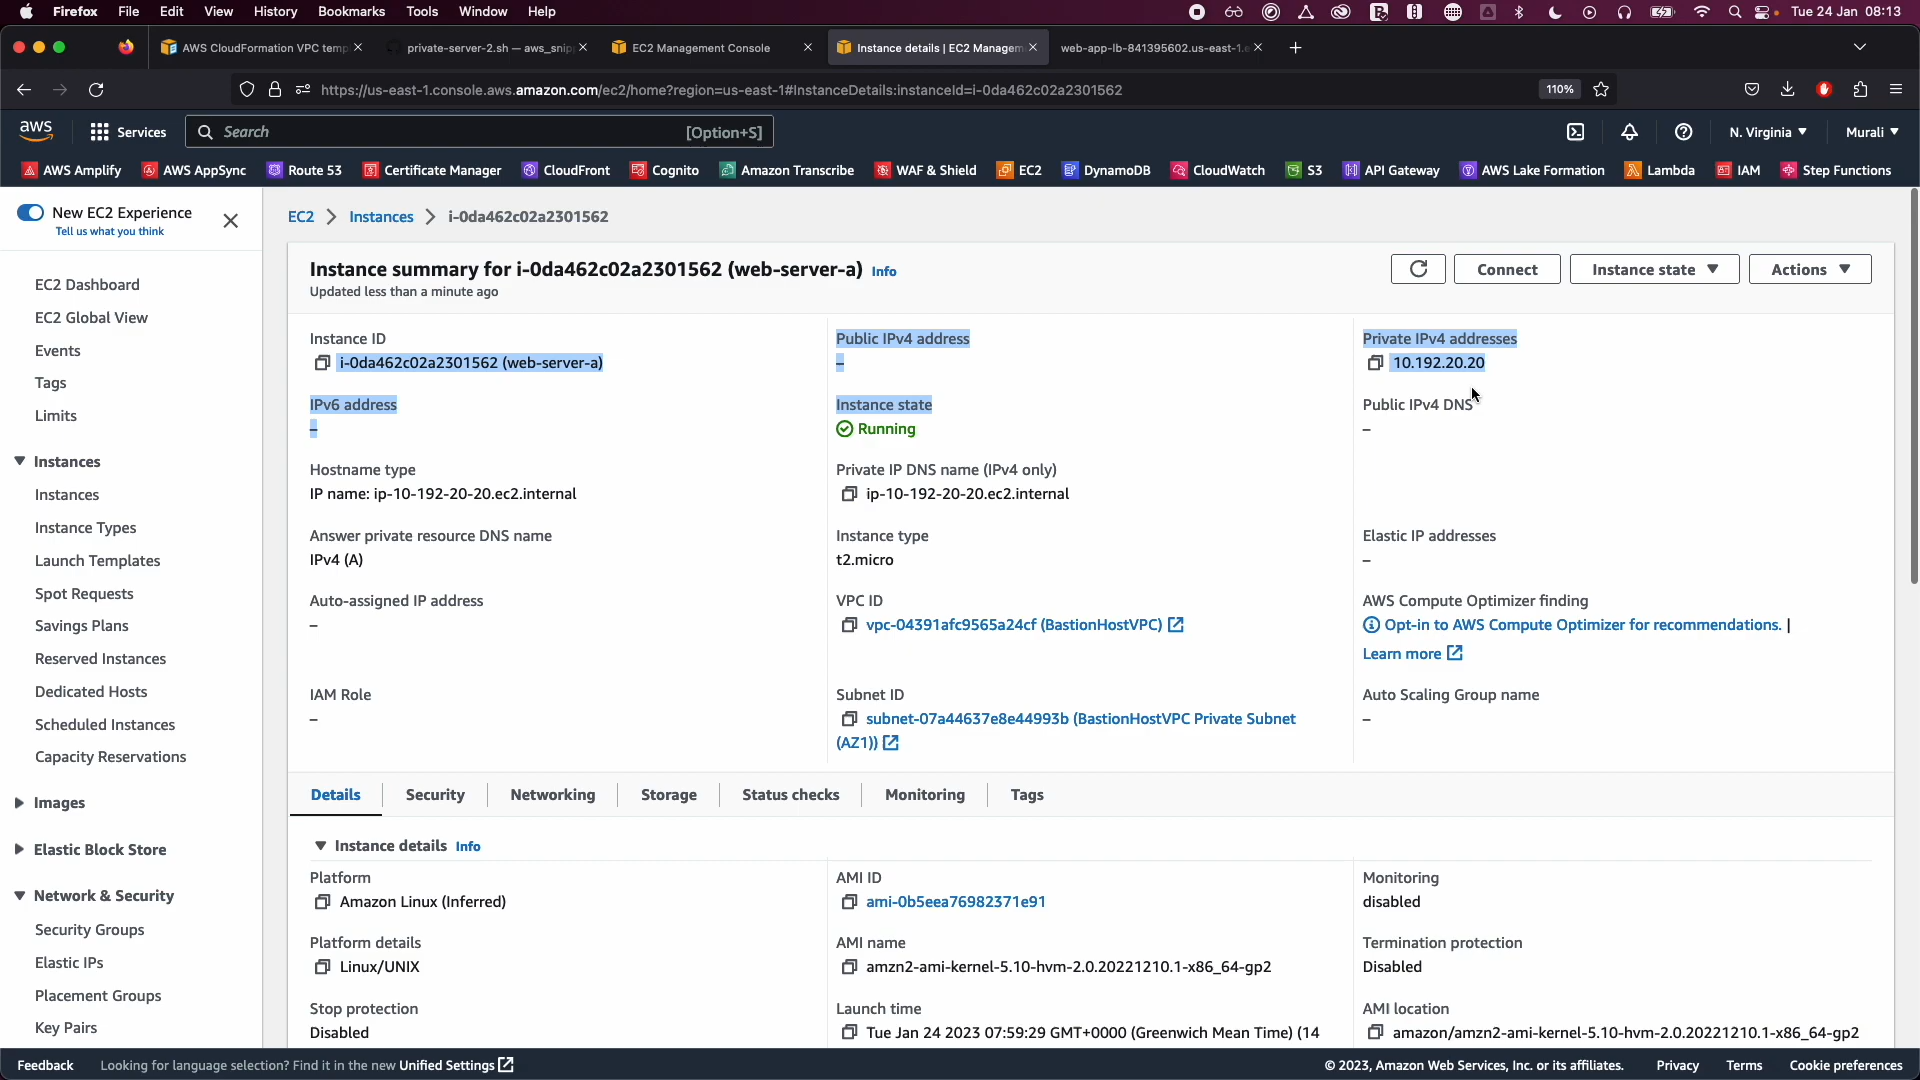 Firefox File Edit View History Bookmarks Tools Window Help Tue 24 Jan 08:13
AWS CloudFormation VPC temp private-server-2.sh — aws_snip EC2 Management Console Instance details | EC2 Managem web-app-lb-841395602.us-east-1.e
https://us-east-1.console.aws.amazon.com/ec2/home?region=us-east-1#InstanceDetails:instanceId=i-0da462c02a2301562 110%
aws Services Search [Option+S] N. Virginia Murali
AWS Amplify AWS AppSync Route 53 Certificate Manager CloudFront Cognito Amazon Transcribe WAF & Shield EC2 DynamoDB CloudWatch S3 API Gateway AWS Lake Formation Lambda IAM Step Functions
New EC2 Experience
Tell us what you think
EC2 Dashboard
EC2 Global View
Events
Tags
Limits
Instances
Instances
Instance Types
Launch Templates
Spot Requests
Savings Plans
Reserved Instances
Dedicated Hosts
Scheduled Instances
Capacity Reservations
Images
Elastic Block Store
Network & Security
Security Groups
Elastic IPs
Placement Groups
Key Pairs
EC2 Instances i-0da462c02a2301562
Instance summary for i-0da462c02a2301562 (web-server-a) Info
Updated less than a minute ago
Connect Instance state Actions
Instance ID Public IPv4 address Private IPv4 addresses
i-0da462c02a2301562 (web-server-a) – 10.192.20.20
IPv6 address Instance state Public IPv4 DNS
– Running –
Hostname type Private IP DNS name (IPv4 only)
IP name: ip-10-192-20-20.ec2.internal ip-10-192-20-20.ec2.internal
Answer private resource DNS name Instance type Elastic IP addresses
IPv4 (A) t2.micro –
Auto-assigned IP address VPC ID AWS Compute Optimizer finding
– vpc-04391afc9565a24cf (BastionHostVPC) Opt-in to AWS Compute Optimizer for recommendations. |
Learn more
IAM Role Subnet ID Auto Scaling Group name
– subnet-07a44637e8e44993b (BastionHostVPC Private Subnet –
(AZ1))
Details Security Networking Storage Status checks Monitoring Tags
Instance details Info
Platform AMI ID Monitoring
Amazon Linux (Inferred) ami-0b5eea76982371e91 disabled
Platform details AMI name Termination protection
Linux/UNIX amzn2-ami-kernel-5.10-hvm-2.0.20221210.1-x86_64-gp2 Disabled
Stop protection Launch time AMI location
Disabled Tue Jan 24 2023 07:59:29 GMT+0000 (Greenwich Mean Time) (14 amazon/amzn2-ami-kernel-5.10-hvm-2.0.20221210.1-x86_64-gp2
Feedback Looking for language selection? Find it in the new Unified Settings © 2023, Amazon Web Services, Inc. or its affiliates. Privacy Terms Cookie preferences